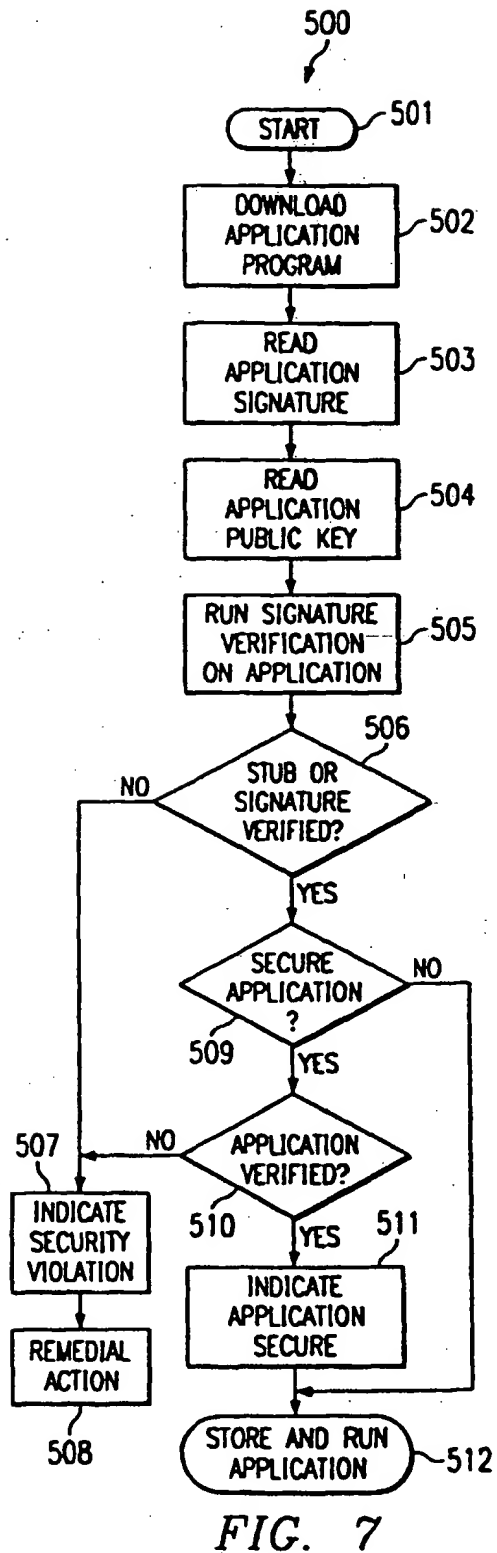 500
START
501
DOWNLOAD
APPLICATION
PROGRAM
502
READ
APPLICATION
SIGNATURE
503
READ
APPLICATION
PUBLIC KEY
504
RUN SIGNATURE
VERIFICATION
ON APPLICATION
505
506
STUB OR
SIGNATURE
VERIFIED?
NO
YES
SECURE
APPLICATION
?
509
NO
YES
APPLICATION
VERIFIED?
510
NO
YES
507
INDICATE
SECURITY
VIOLATION
511
INDICATE
APPLICATION
SECURE
REMEDIAL
ACTION
508
STORE AND RUN
APPLICATION
512
FIG. 7